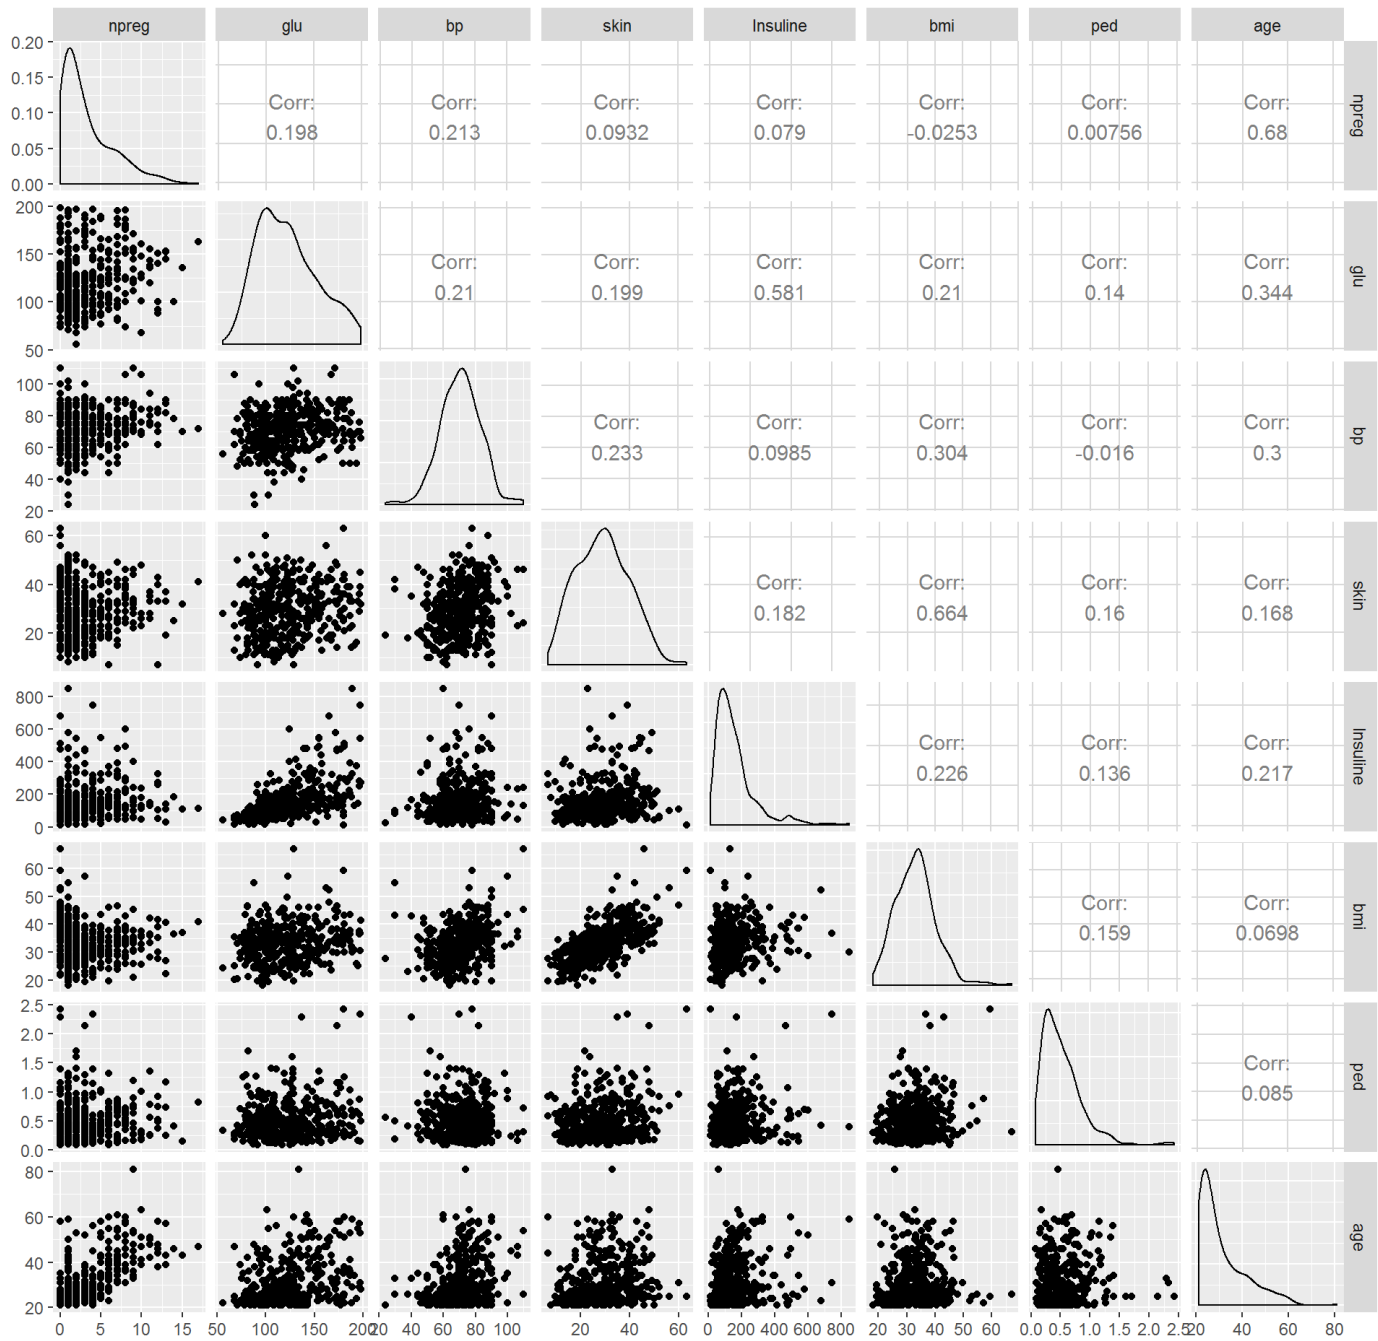 npreg glu bp skin Insuline bmi ped age
0.20
0.15
0.10
0.05
0.00
Corr: Corr: Corr: Corr: Corr: Corr: Corr:
0.198 0.213 0.0932 0.079 -0.0253 0.00756 0.68
npreg
200
150
100
50
Corr: Corr: Corr: Corr: Corr: Corr:
0.21 0.199 0.581 0.21 0.14 0.344
glu
100
80
60
40
20
Corr: Corr: Corr: Corr: Corr:
0.233 0.0985 0.304 -0.016 0.3
bp
60
40
20
Corr: Corr: Corr: Corr:
0.182 0.664 0.16 0.168
skin
800
600
400
200
0
Corr: Corr: Corr:
0.226 0.136 0.217
Insuline
60
50
40
30
20
Corr: Corr:
0.159 0.0698
bmi
2.5
2.0
1.5
1.0
0.5
0.0
Corr:
0.085
ped
80
60
40
20
age
0 5 10 15 50 100 150 200 20 40 60 80 100 20 40 60 0 200 400 600 800 20 30 40 50 60 0.0 0.5 1.0 1.5 2.0 2.5 20 40 60 80